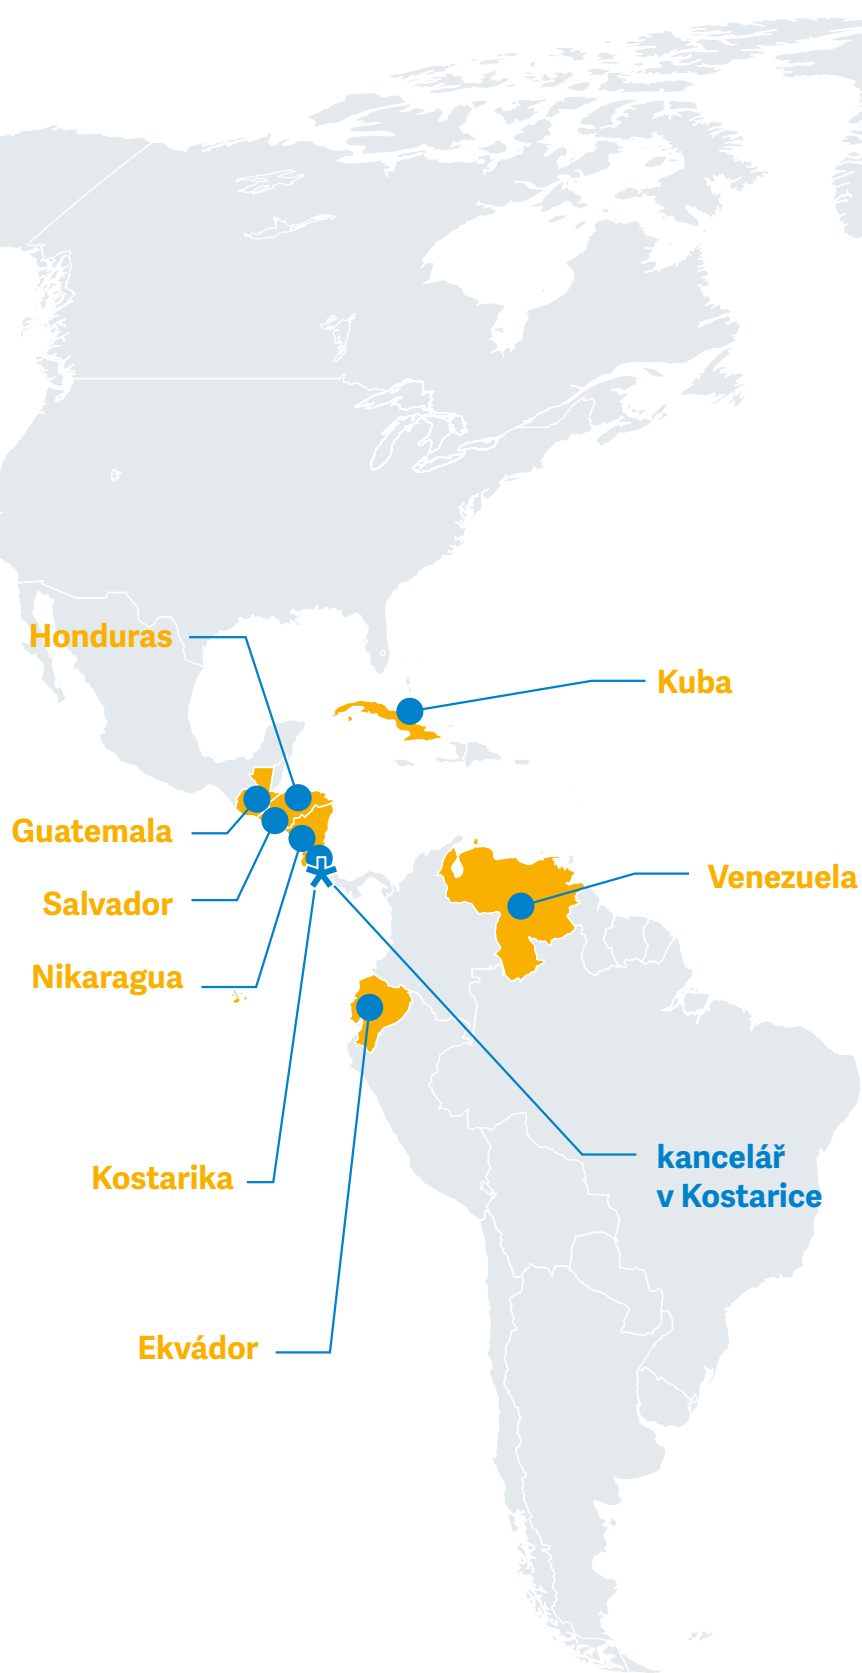 Honduras
Kuba
Guatemala
Venezuela
Salvador
Nikaragua
kancelář
v Kostarice
Kostarika
Ekvádor